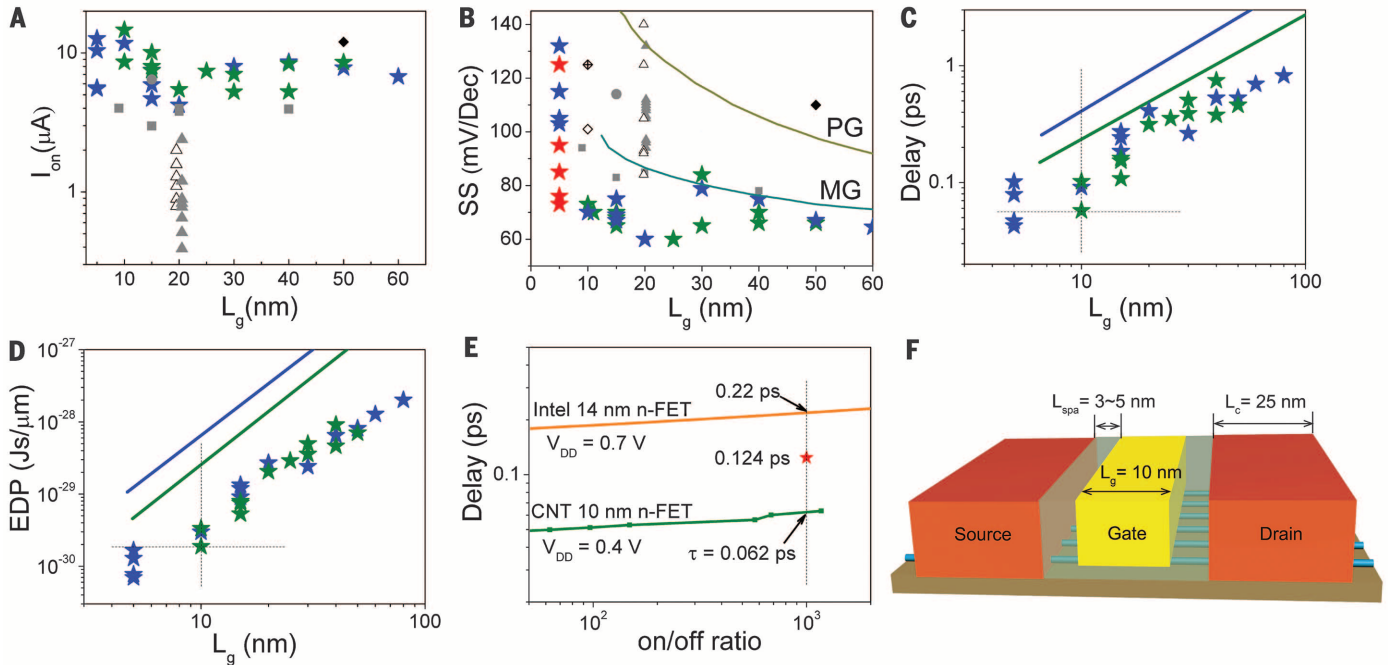 A
I_on(μA)
10
1
0 10 20 30 40 50 60
L_g(nm)
B
SS (mV/Dec)
140
120
100
80
60
PG
MG
0 10 20 30 40 50 60
L_g(nm)
C
Delay (ps)
1
0.1
10 100
L_g (nm)
D
EDP (Js/μm)
10^-27
10^-28
10^-29
10^-30
10 100
L_g (nm)
E
Delay (ps)
0.1
0.22 ps
Intel 14 nm n-FET
V_DD = 0.7 V
0.124 ps
CNT 10 nm n-FET
V_DD = 0.4 V
τ = 0.062 ps
10^2 10^3
on/off ratio
F
L_spa = 3~5 nm
L_c = 25 nm
L_g = 10 nm
Source
Gate
Drain